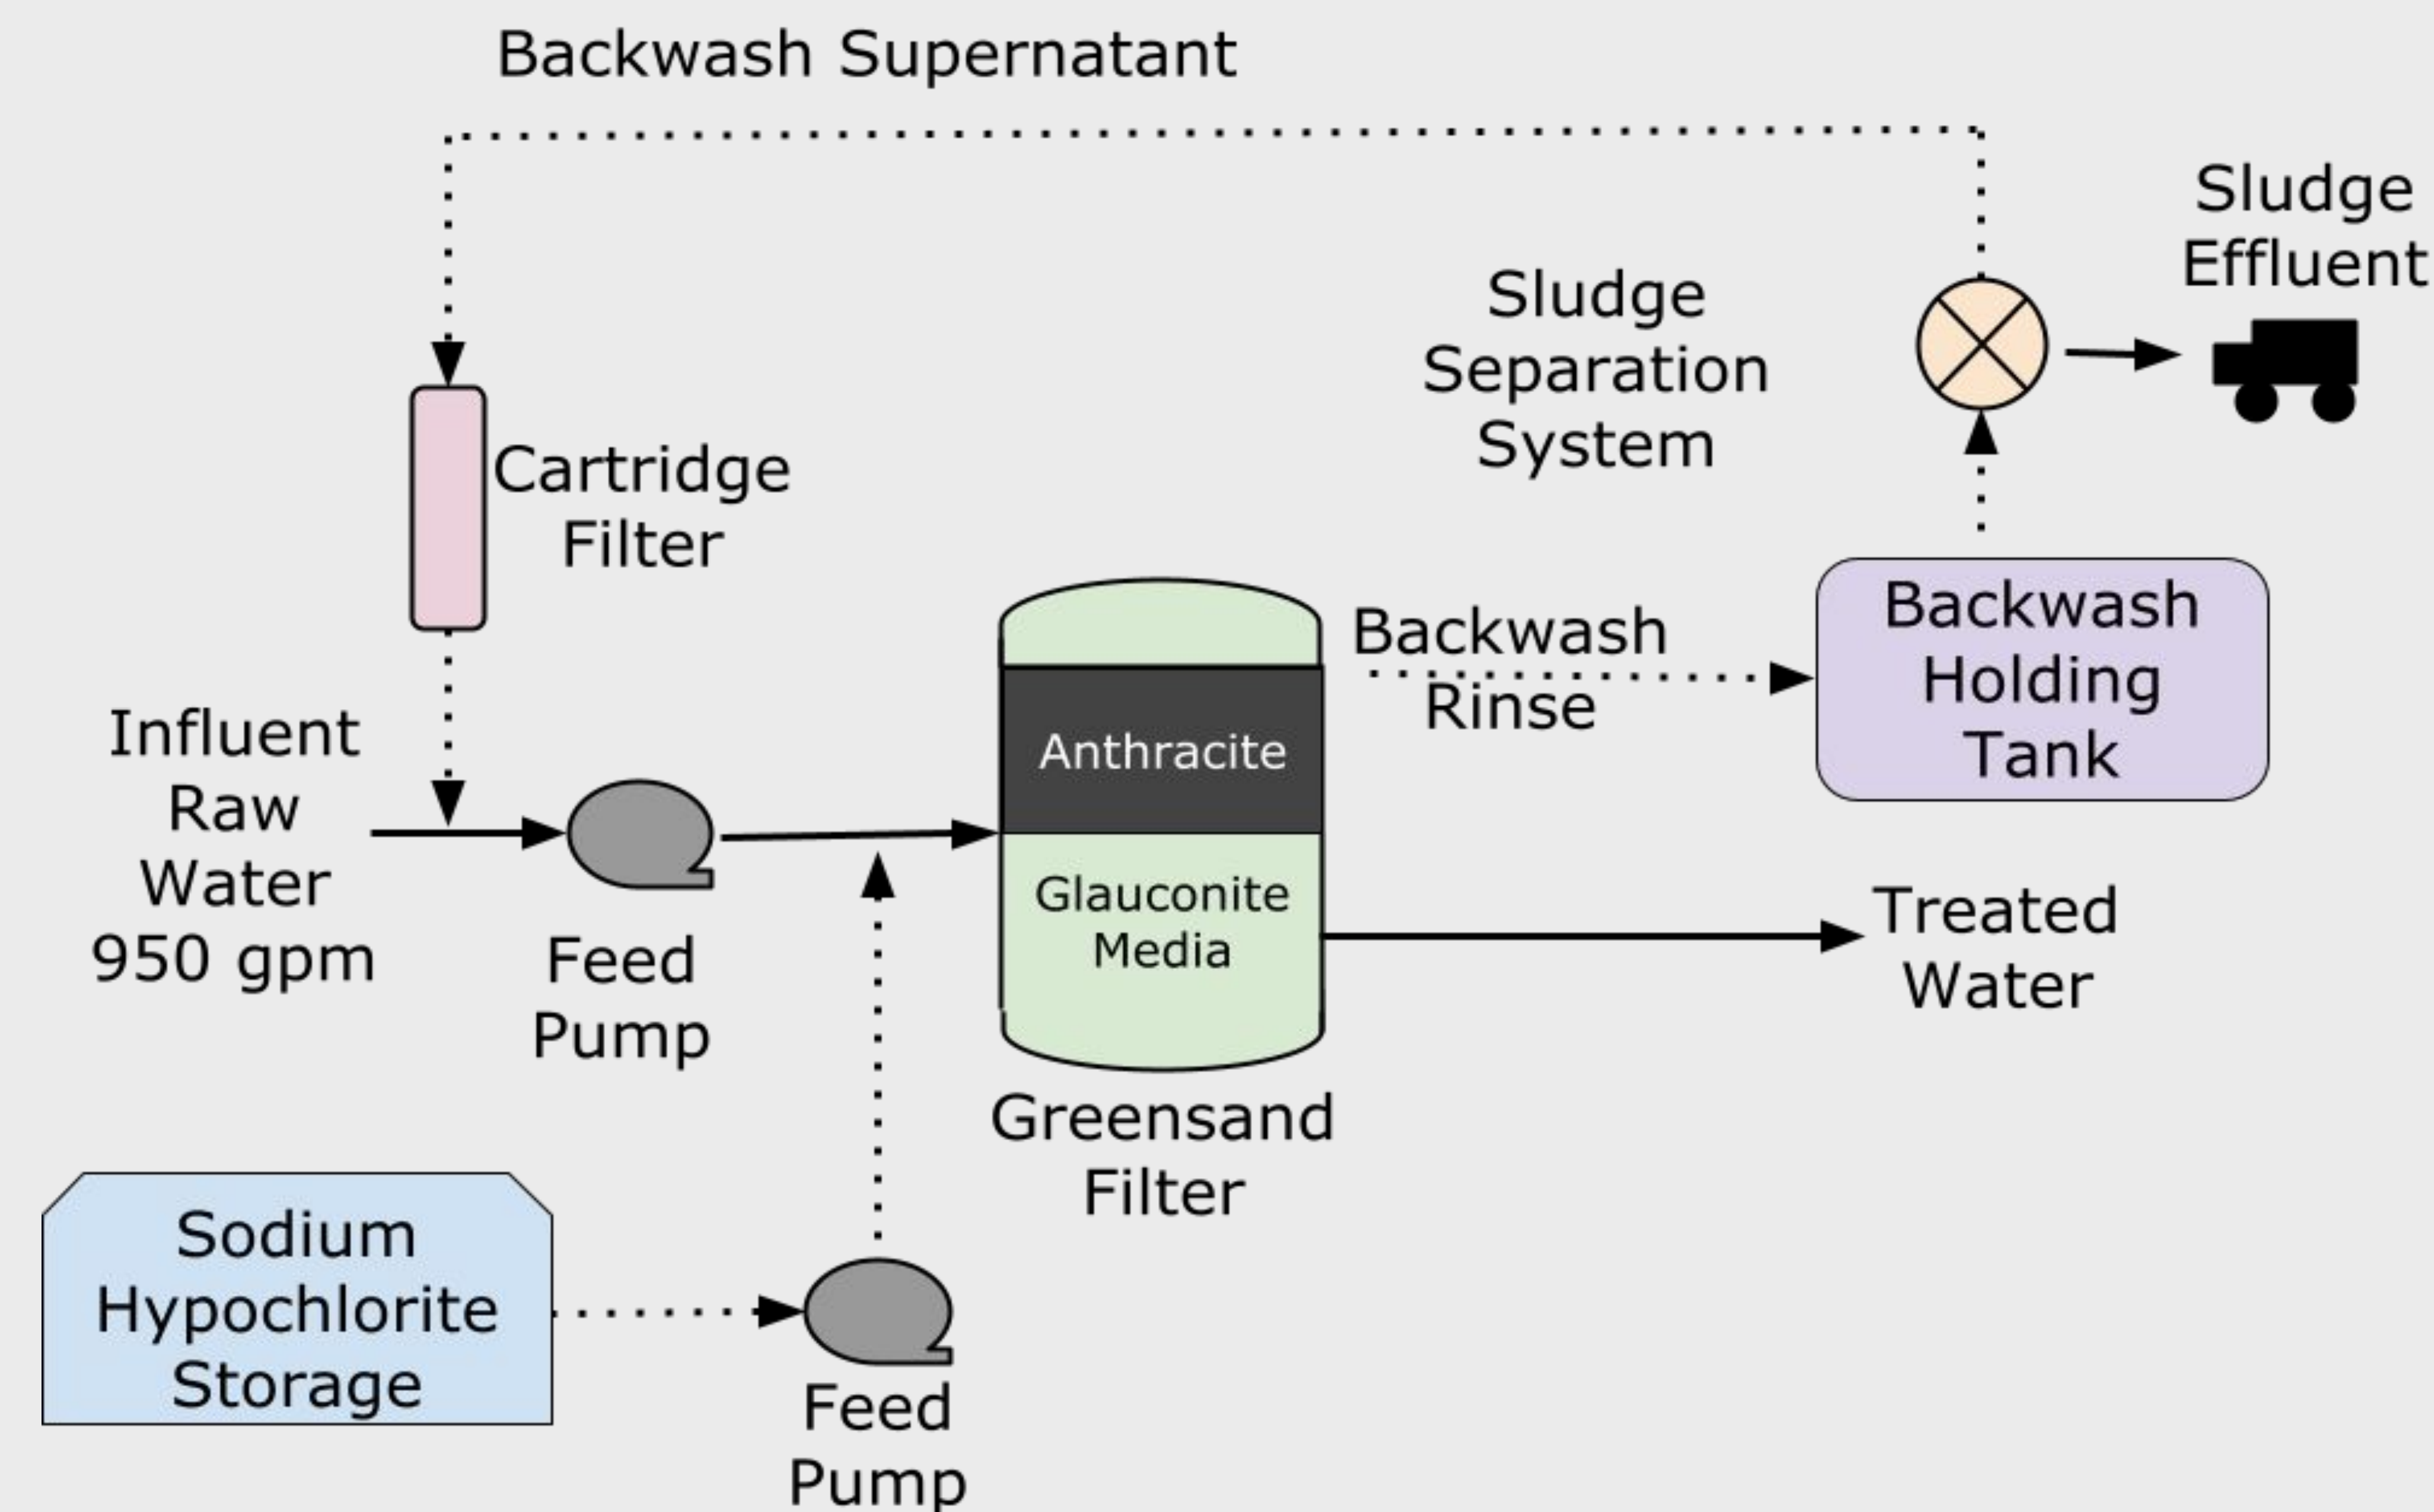 Backwash Supernatant
Sludge
Effluent
Sludge
Separation
System
Cartridge
Filter
Backwash
Rinse
Backwash
Holding
Tank
Influent
Raw
Water
950 gpm
Feed
Pump
Anthracite
Glauconite
Media
Greensand
Filter
Treated
Water
Sodium
Hypochlorite
Storage
Feed
Pump